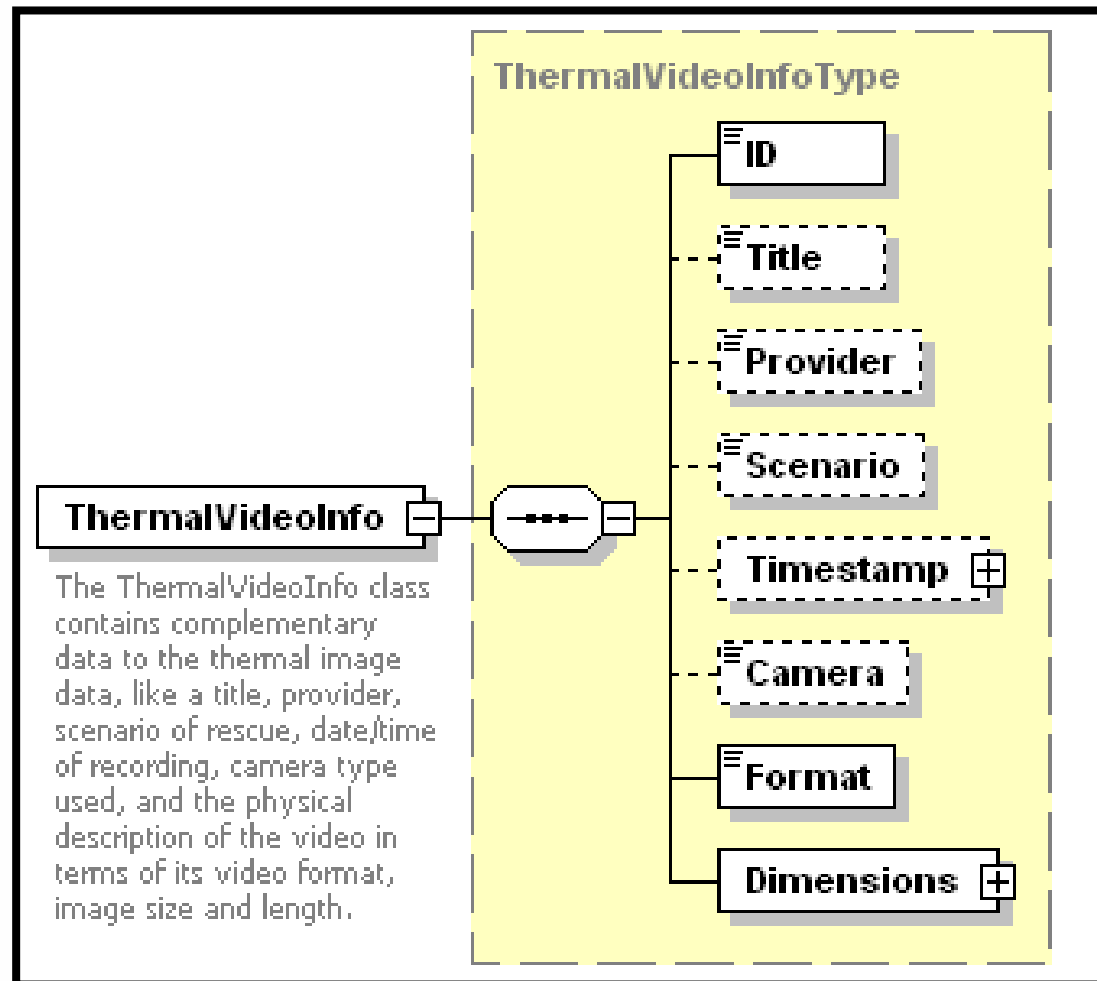 ThermalVideoInfoType
ID
Title
Provider
Scenario
ThermalVideoInfo
Timestamp
The ThermalVideoInfo class
contains complementary
data to the thermal image
data, like a title, provider,
scenario of rescue, date/time
of recording, camera type
used, and the physical
description of the video in
terms of its video format,
image size and length.
Camera
Format
Dimensions